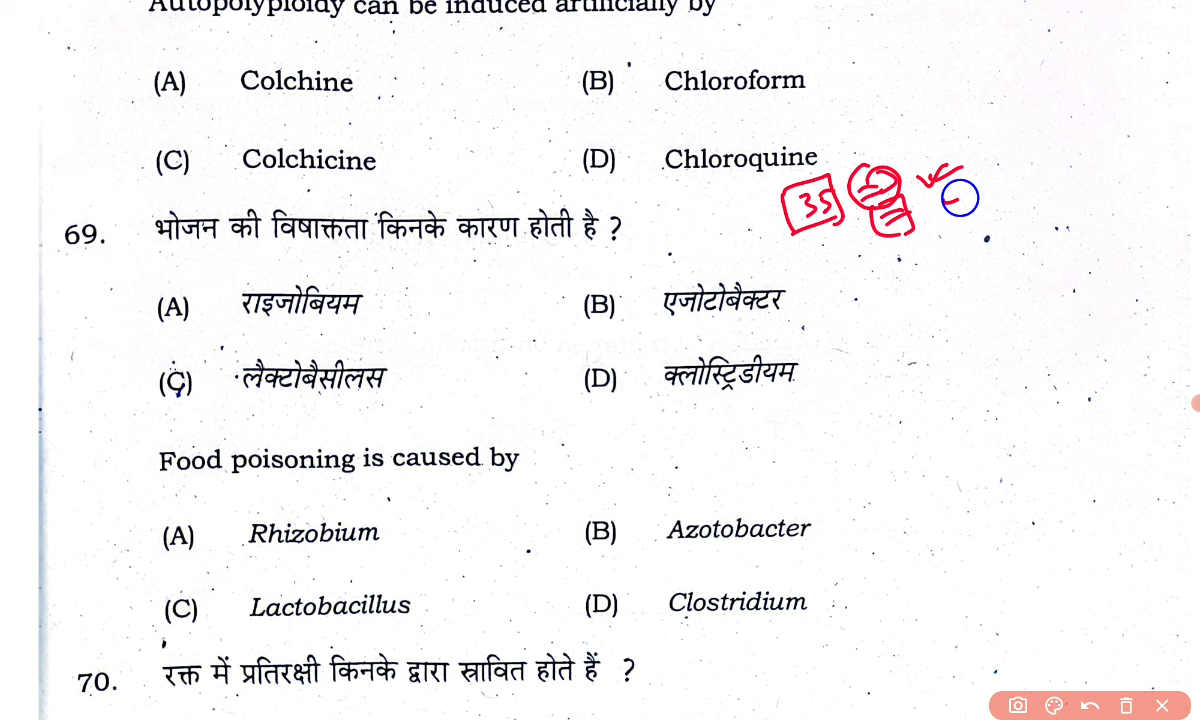 Autopolyploidy can be induced artificially by
(A) Colchine (B) Chloroform
(C) Colchicine (D) Chloroquine
35
69. भोजन की विषाक्तता किनके कारण होती है ?
(A) राइजोबियम (B) एजोटोबैक्टर
(C) लैक्टोबैसीलस (D) क्लोस्ट्रिडीयम
Food poisoning is caused by
(A) Rhizobium (B) Azotobacter
(C) Lactobacillus (D) Clostridium
70. रक्त में प्रतिरक्षी किनके द्वारा स्रावित होते हैं ?